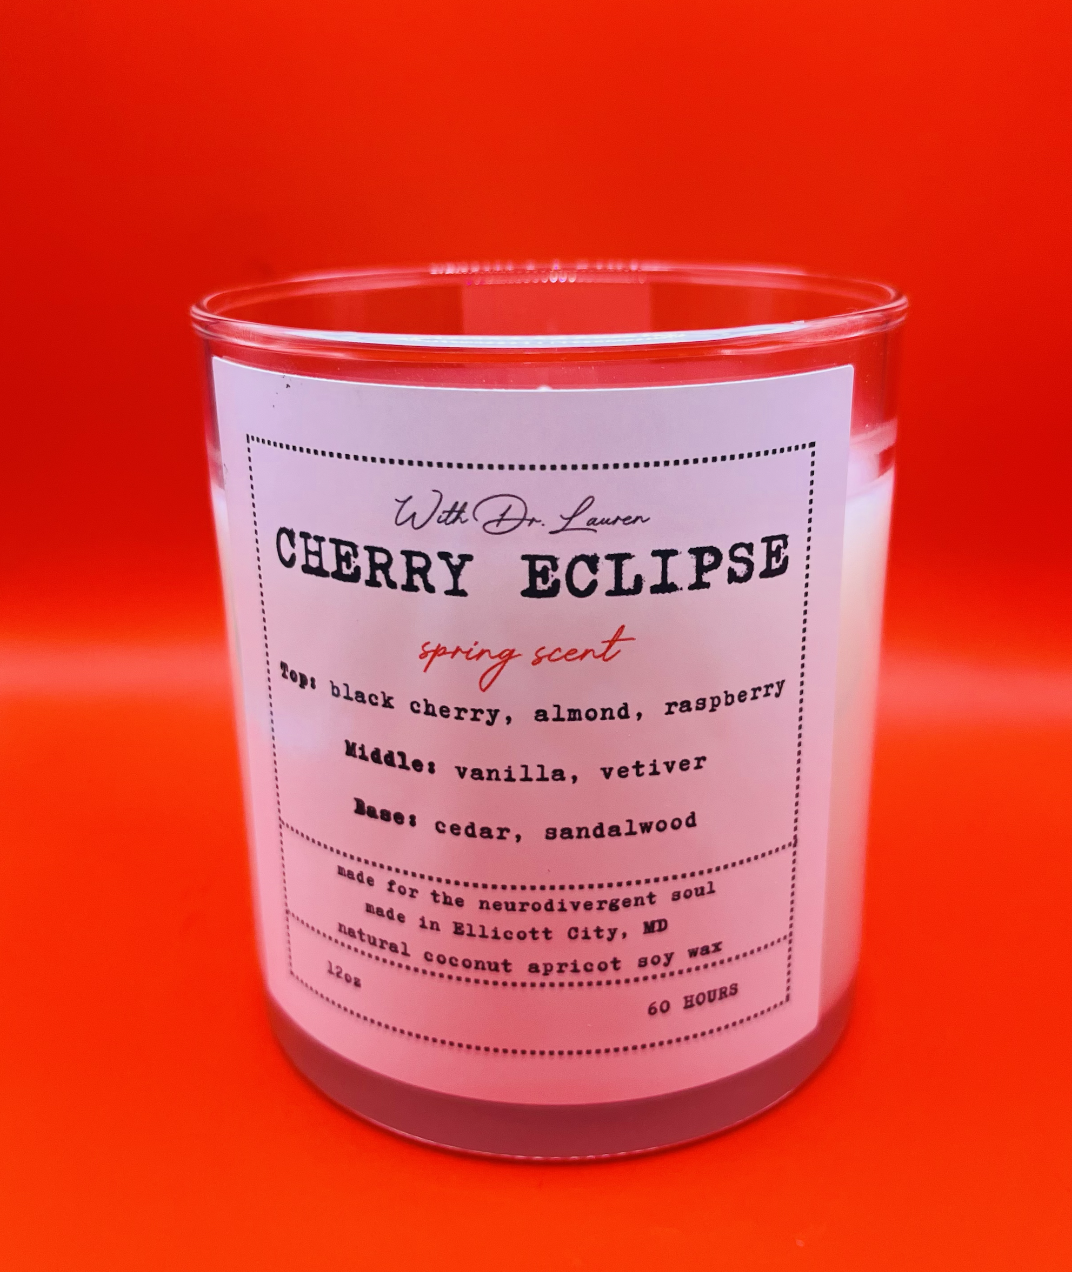 With Dr. Lauren
CHERRY ECLIPSE
spring scent
Top: black cherry, almond, raspberry
Middle: vanilla, vetiver
Base: cedar, sandalwood
made for the neurodivergent soul
made in Ellicott City, MD
natural coconut apricot soy wax
12oz
60 HOURS